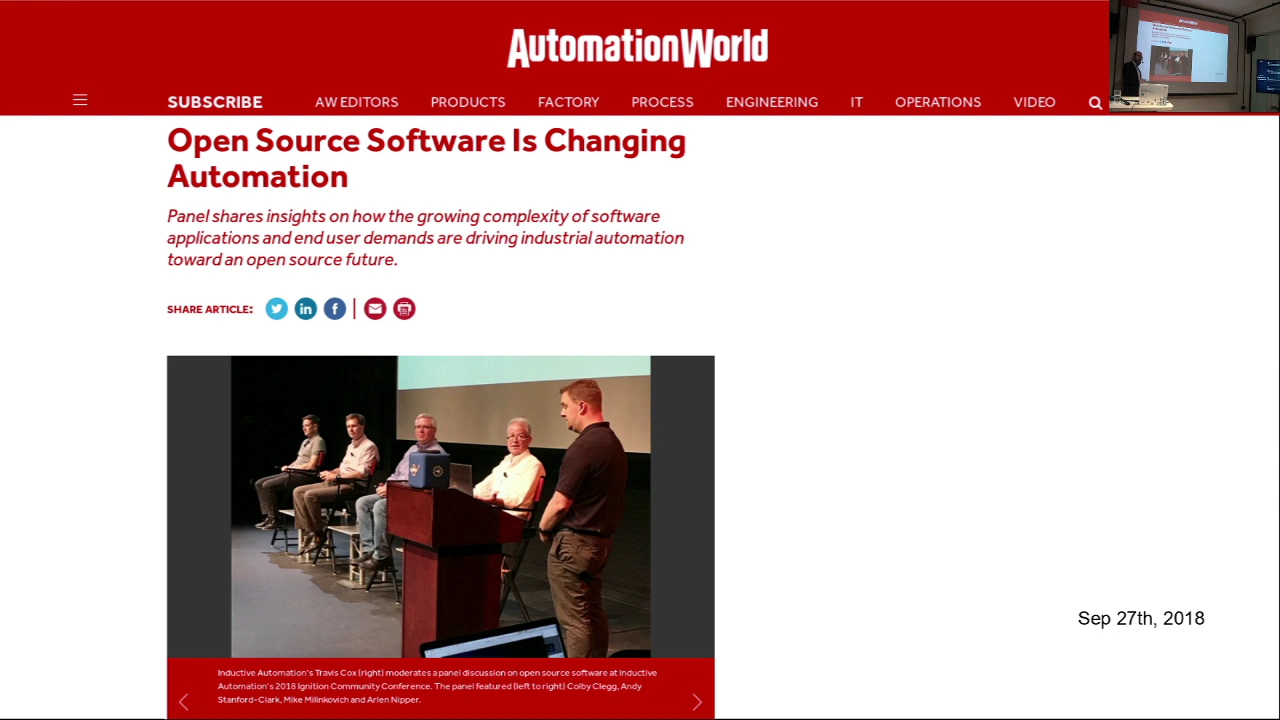 AutomationWorld
SUBSCRIBE AW EDITORS PRODUCTS FACTORY PROCESS ENGINEERING IT OPERATIONS VIDEO
Open Source Software Is Changing
Automation
Panel shares insights on how the growing complexity of software
applications and end user demands are driving industrial automation
toward an open source future.
SHARE ARTICLE:
Sep 27th, 2018
Inductive Automation's Travis Cox (right) moderates a panel discussion on open source software at Inductive
Automation's 2018 Ignition Community Conference. The panel featured (left to right) Colby Clegg, Andy
Stanford-Clark, Mike Milinkovich and Arlen Nipper.